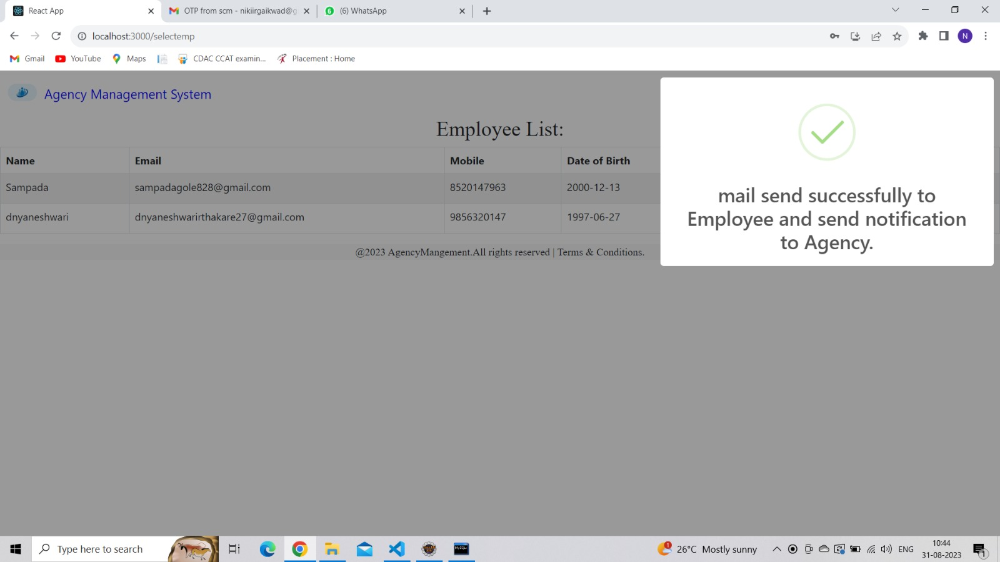 React App
OTP from scm - nikiirgaikwad@g
(6) WhatsApp
localhost:3000/selectemp
N
Gmail
YouTube
Maps
CDAC CCAT examin...
Placement : Home
Agency Management System
Employee List:
Name Email Mobile Date of Birth
Sampada sampadagole828@gmail.com 8520147963 2000-12-13
dnyaneshwari dnyaneshwarirthakare27@gmail.com 9856320147 1997-06-27
@2023 AgencyMangement.All rights reserved | Terms & Conditions.
mail send successfully to
Employee and send notification
to Agency.
Type here to search
1
26°C Mostly sunny
ENG
10:44
31-08-2023
1